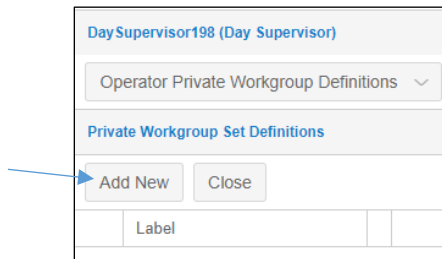 DaySupervisor198 (Day Supervisor)
Operator Private Workgroup Definitions
Private Workgroup Set Definitions
Add New Close
Label